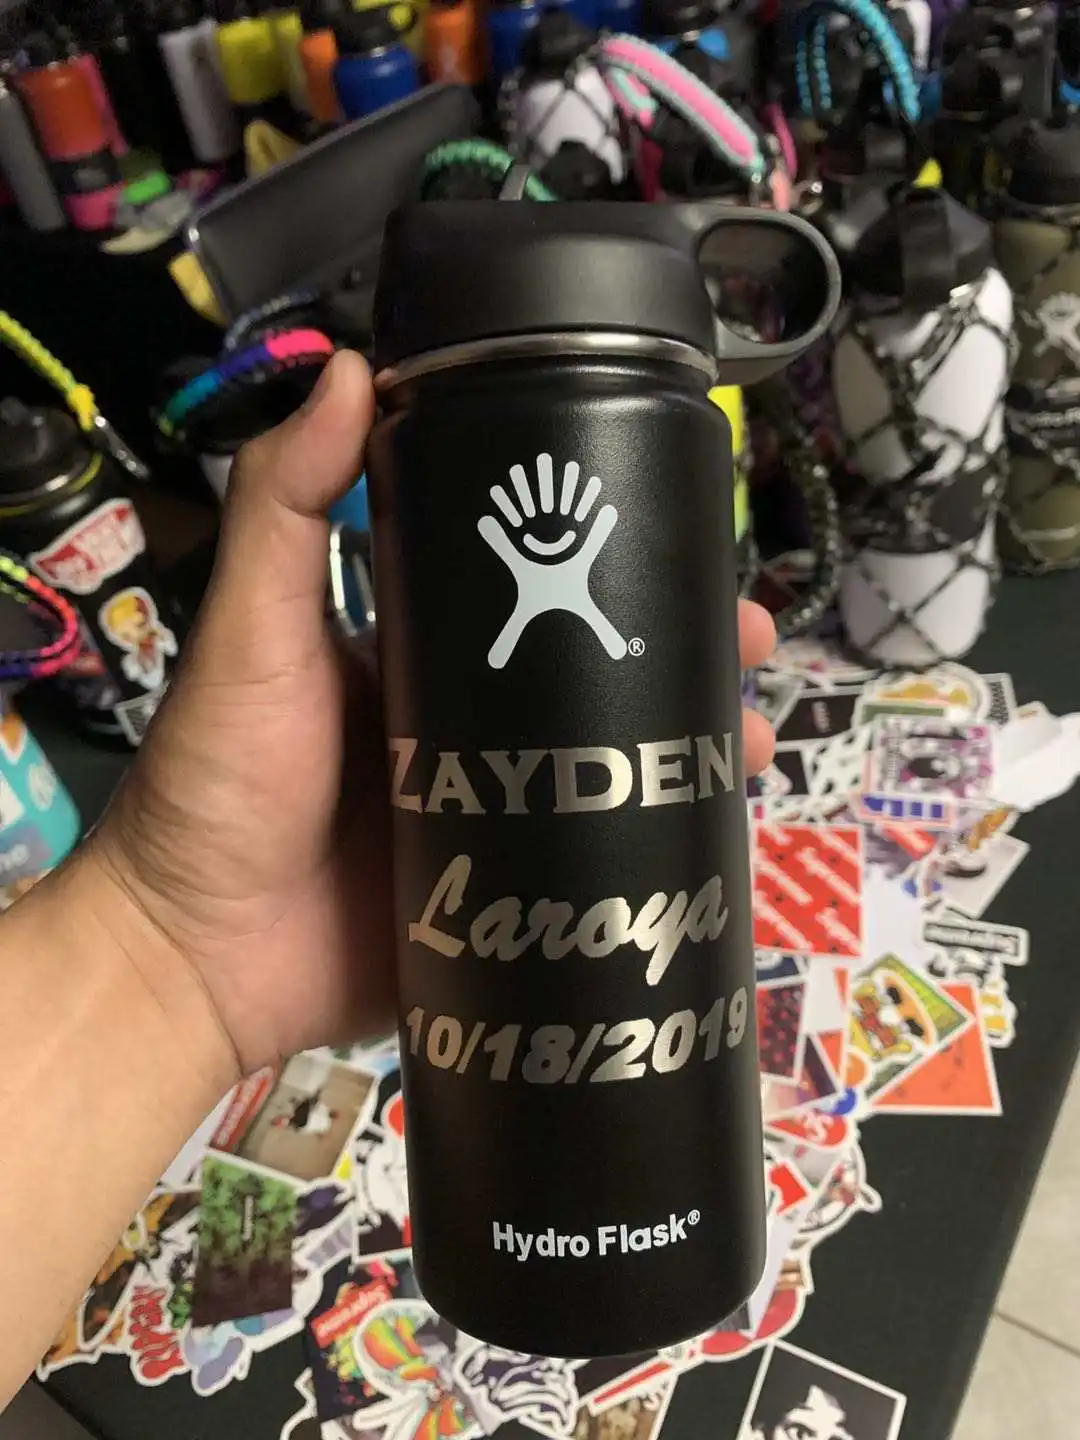 ®
ZAYDEN
Laroya
10/18/2019
Hydro Flask®